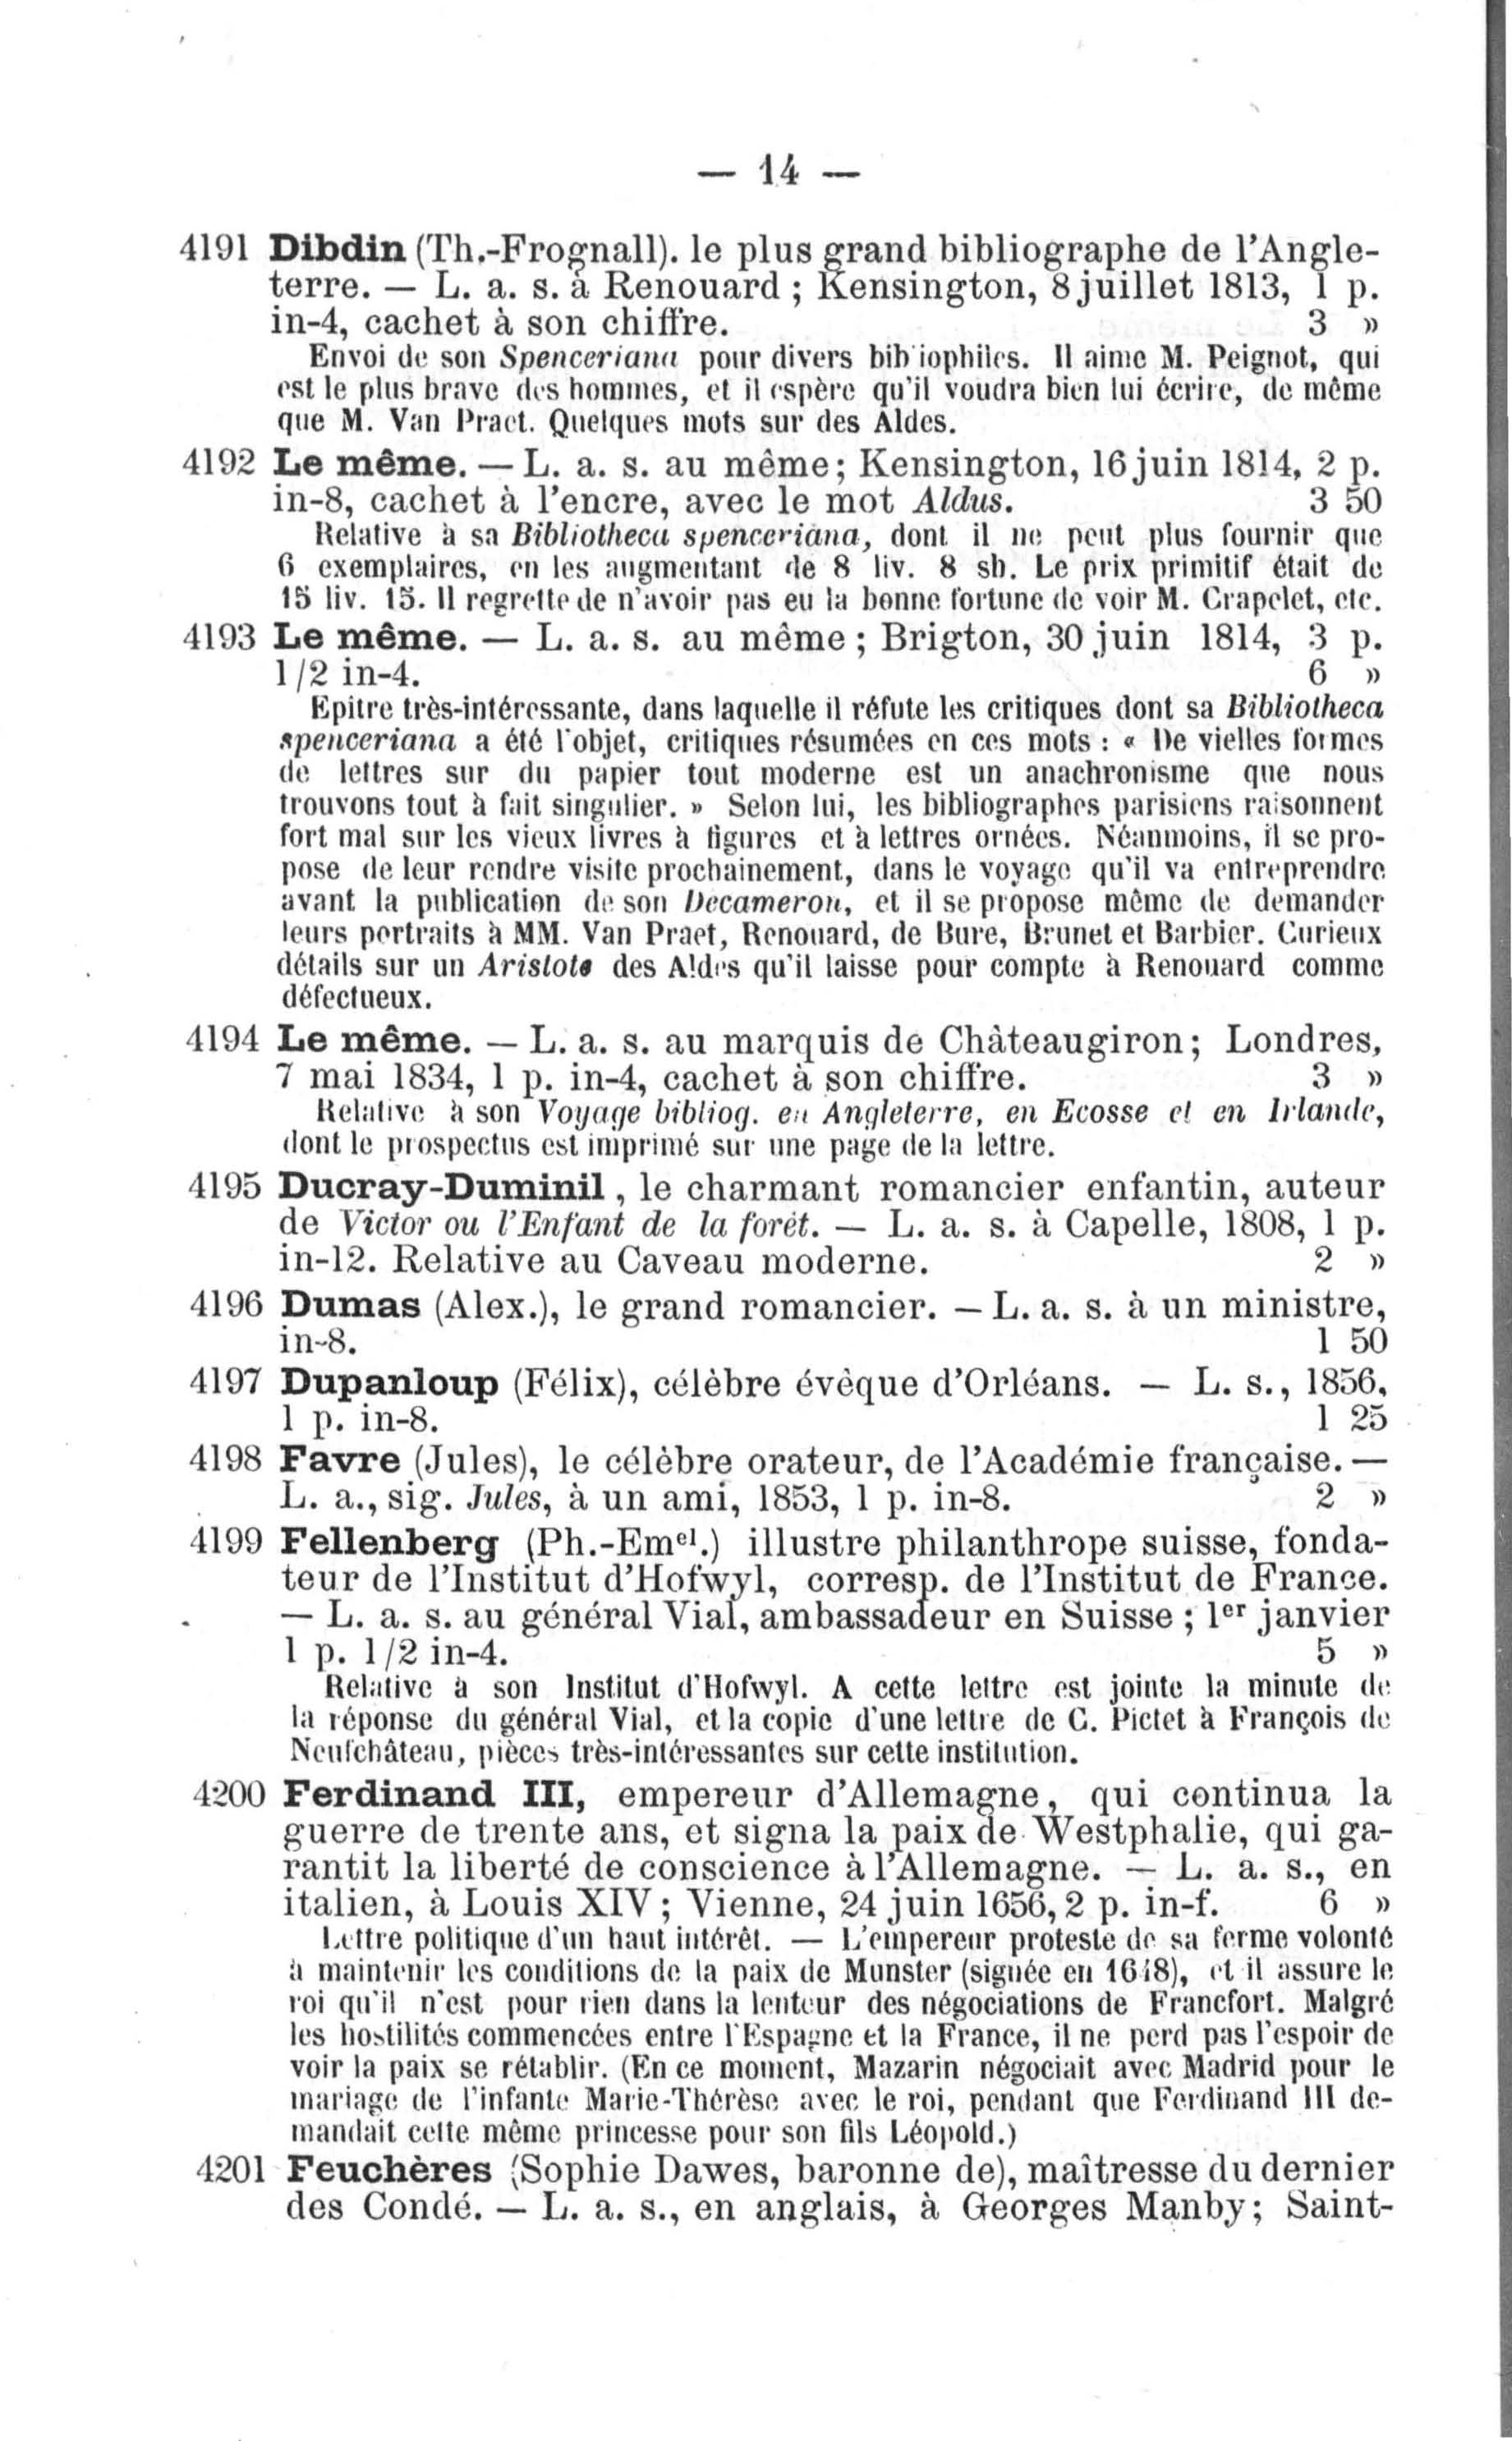 — 14 —
4191 Dibdin (Th.-Frognall). le plus grand bibliographe de l'Angle-
terre. — L. a. s. à Renouard ; Kensington, 8 juillet 1813, 1 p.
in-4, cachet à son chiffre. 3 »
Envoi de son Spenceriana pour divers bib iophiles. Il aime M. Peignot, qui
est le plus brave des hommes, et il espère qu'il voudra bien lui écrire, de même
que M. Van Praet. Quelques mots sur des Aldes.
4192 Le même. — L. a. s. au même; Kensington, 16 juin 1814, 2 p.
in-8, cachet à l'encre, avec le mot Aldus. 3 50
Relative à sa Bibliotheca spenceriana, dont il ne peut plus fournir que
6 exemplaires, en les augmentant de 8 liv. 8 sh. Le prix primitif était de
15 liv. 15. Il regrette de n'avoir pas eu la bonne fortune de voir M. Crapelet, etc.
4193 Le même. — L. a. s. au même ; Brigton, 30 juin 1814, 3 p.
1/2 in-4. 6 »
Epitre très-intéressante, dans laquelle il réfute les critiques dont sa Bibliotheca
spenceriana a été l'objet, critiques résumées en ces mots : « De vielles formes
de lettres sur du papier tout moderne est un anachronisme que nous
trouvons tout à fait singulier. » Selon lui, les bibliographes parisiens raisonnent
fort mal sur les vieux livres à figures et à lettres ornées. Néanmoins, il se pro-
pose de leur rendre visite prochainement, dans le voyage qu'il va entreprendre
avant la publication de son Decameron, et il se propose même de demander
leurs portraits à MM. Van Praet, Renouard, de Bure, Brunet et Barbier. Curieux
détails sur un Aristote des Aldes qu'il laisse pour compte à Renouard comme
défectueux.
4194 Le même. — L. a. s. au marquis de Châteaugiron; Londres,
7 mai 1834, 1 p. in-4, cachet à son chiffre. 3 »
Relative à son Voyage bibliog. en Angleterre, en Ecosse et en Irlande,
dont le prospectus est imprimé sur une page de la lettre.
4195 Ducray-Duminil, le charmant romancier enfantin, auteur
de Victor ou l'Enfant de la forêt. — L. a. s. à Capelle, 1808, 1 p.
in-12. Relative au Caveau moderne. 2 »
4196 Dumas (Alex.), le grand romancier. — L. a. s. à un ministre,
in-8. 1 50
4197 Dupanloup (Félix), célèbre évèque d'Orléans. — L. s., 1856,
1 p. in-8. 1 25
4198 Favre (Jules), le célèbre orateur, de l'Académie française. —
L. a., sig. Jules, à un ami, 1853, 1 p. in-8. 2 »
4199 Fellenberg (Ph.-Emel.) illustre philanthrope suisse, fonda-
teur de l'Institut d'Hofwyl, corresp. de l'Institut de France.
— L. a. s. au général Vial, ambassadeur en Suisse ; 1er janvier
1 p. 1/2 in-4. 5 »
Relative à son Institut d'Hofwyl. A cette lettre est jointe la minute de
la réponse du général Vial, et la copie d'une lettre de C. Pictet à François de
Neufchâteau, pièces très-intéressantes sur cette institution.
4200 Ferdinand III, empereur d'Allemagne, qui continua la
guerre de trente ans, et signa la paix de Westphalie, qui ga-
rantit la liberté de conscience à l'Allemagne. — L. a. s., en
italien, à Louis XIV ; Vienne, 24 juin 1656, 2 p. in-f. 6 »
Lettre politique d'un haut intérêt. — L'empereur proteste de sa ferme volonté
à maintenir les conditions de la paix de Munster (signée en 1648), et il assure le
roi qu'il n'est pour rien dans la lenteur des négociations de Francfort. Malgré
les hostilités commencées entre l'Espagne et la France, il ne perd pas l'espoir de
voir la paix se rétablir. (En ce moment, Mazarin négociait avec Madrid pour le
mariage de l'infante Marie-Thérèse avec le roi, pendant que Ferdinand III de-
mandait cette même princesse pour son fils Léopold.)
4201 Feuchères (Sophie Dawes, baronne de), maîtresse du dernier
des Condé. — L. a. s., en anglais, à Georges Manby; Saint-